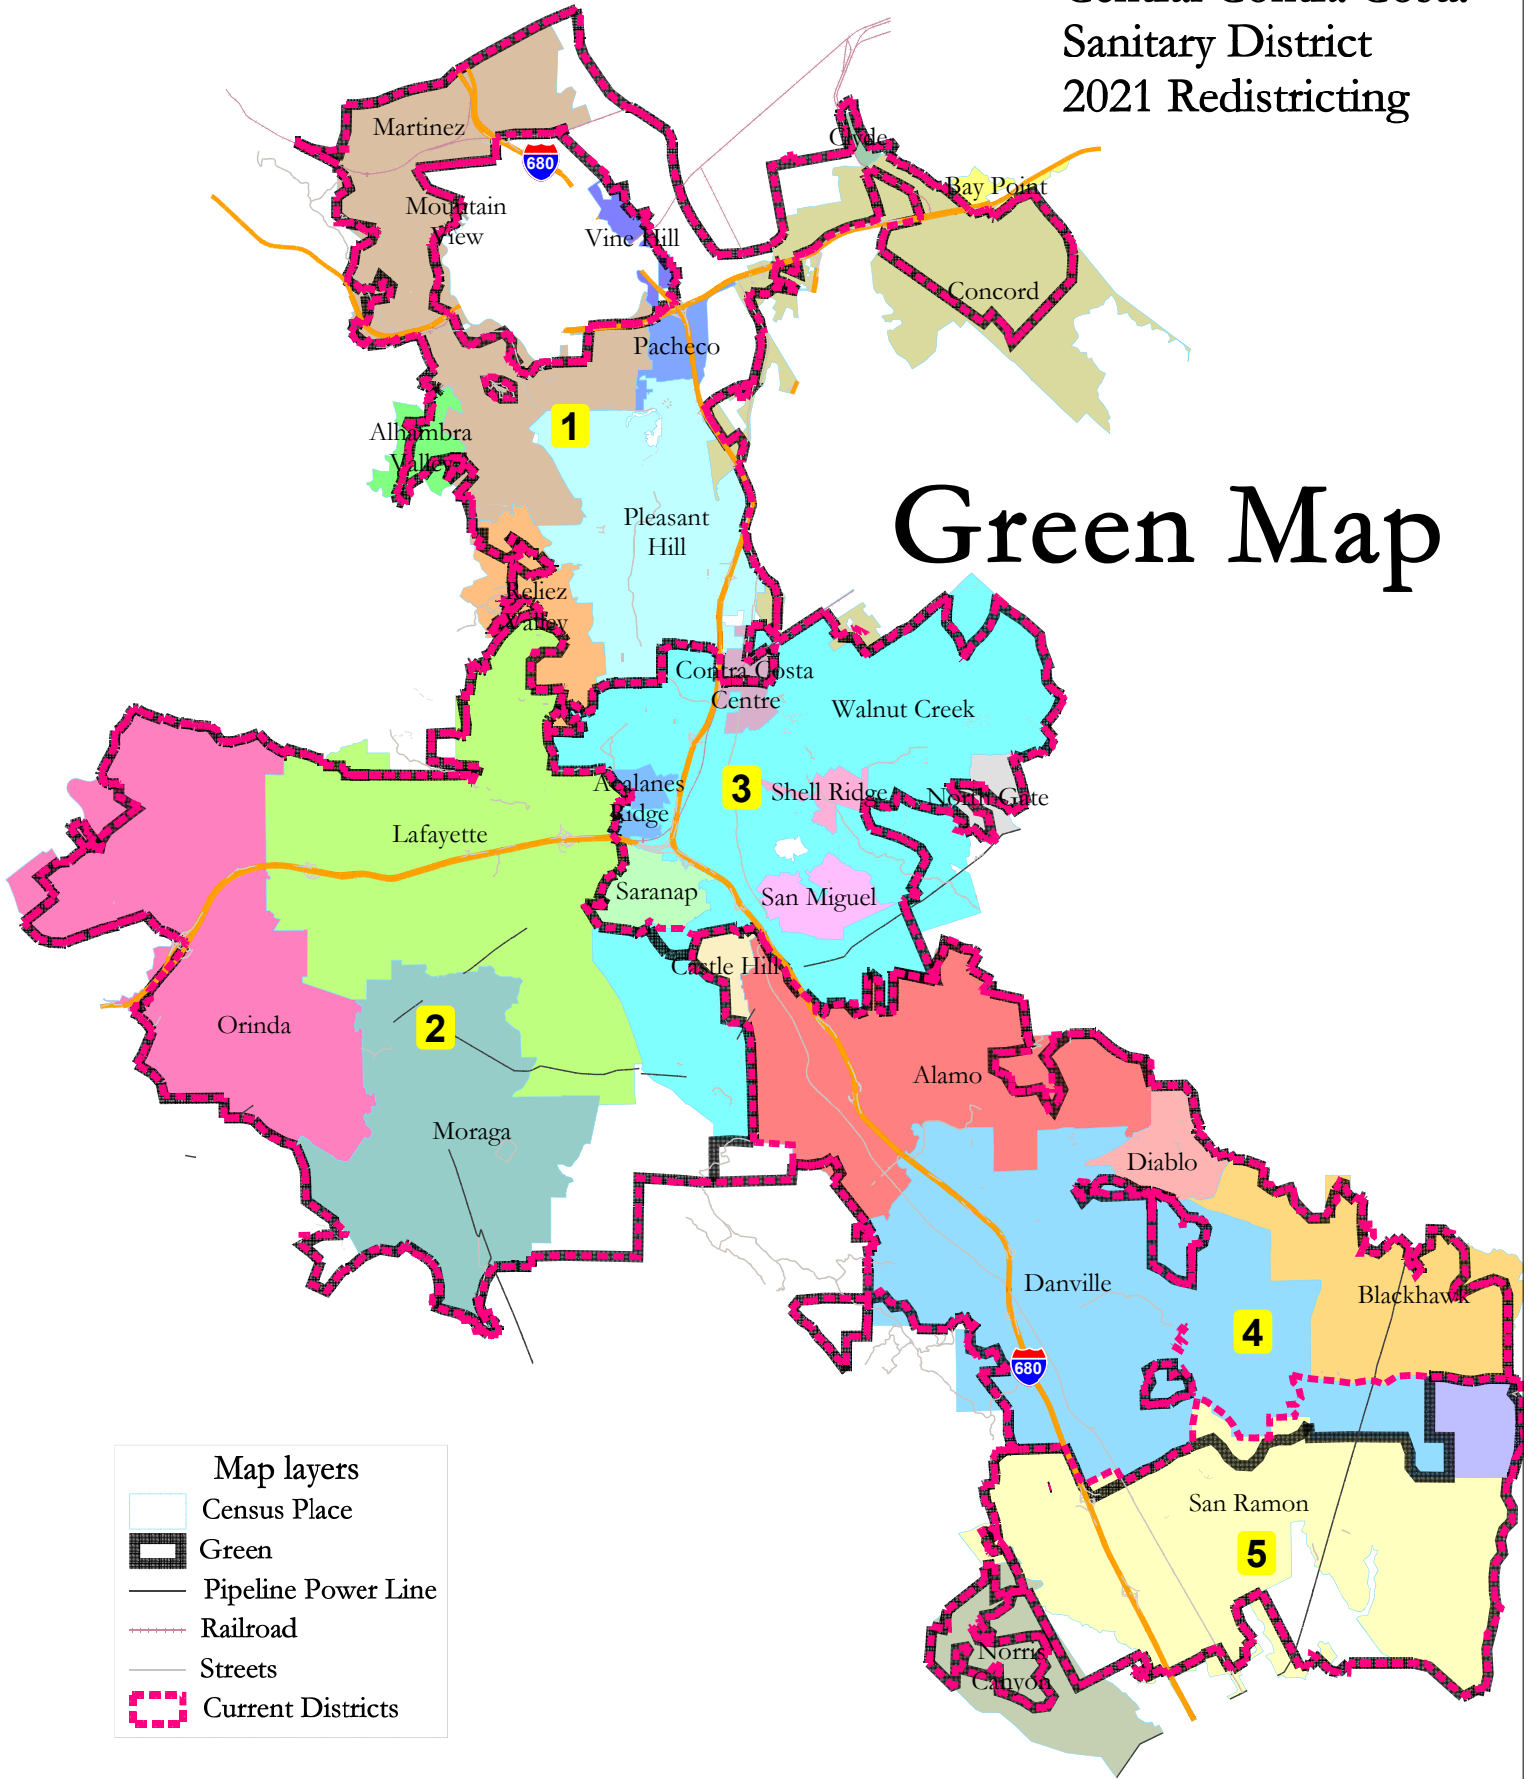 Sanitary District
2021 Redistricting
Green Map
Martinez
680
Mountain
View
Vine Hill
Clyde
Bay Point
Concord
Pacheco
1
Alhambra
Valley
Pleasant
Hill
Reliez
Valley
Contra Costa
Centre
Walnut Creek
Acalanes
Ridge
3
Shell Ridge
North Gate
Lafayette
Saranap
San Miguel
Castle Hill
Orinda
2
Alamo
Moraga
Diablo
Danville
Blackhawk
4
680
San Ramon
5
Norris
Canyon
Map layers
Census Place
Green
Pipeline Power Line
Railroad
Streets
Current Districts